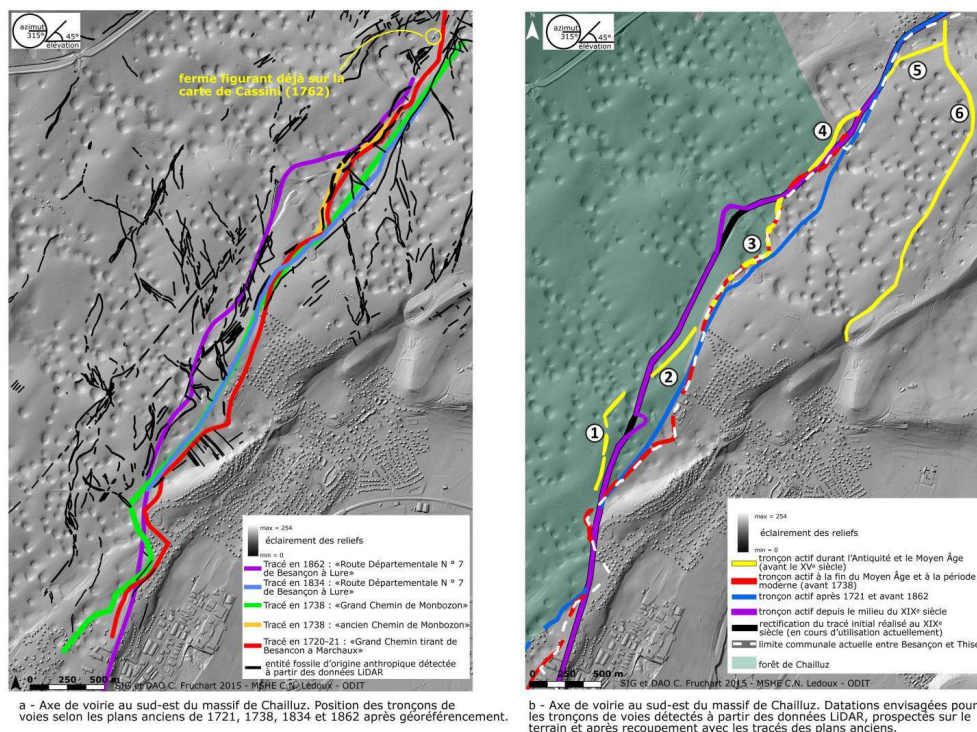 azimut
315°
45°
élévation
ferme figurant déjà sur la
carte de Cassini (1762)
max = 254
éclairement des reliefs
min = 0
Tracé en 1862 : «Route Départementale N ° 7
de Besançon à Lure»
Tracé en 1834 : «Route Départementale N ° 7
de Besançon à Lure»
Tracé en 1738 : «Grand Chemin de Monbozon»
Tracé en 1738 : «ancien Chemin de Monbozon»
Tracé en 1720-21 : «Grand Chemin tirant de
Besancon a Marchaux»
entité fossile d'origine anthropique détectée
à partir des données LiDAR
0 250 500 m
SIG et DAO C. Fruchart 2015 - MSHE C.N. Ledoux - ODIT
a - Axe de voirie au sud-est du massif de Chailluz. Position des tronçons de
voies selon les plans anciens de 1721, 1738, 1834 et 1862 après géoréférencement.
N
azimut
315°
45°
élévation
5
4
6
3
2
1
max = 254
éclairement des reliefs
min = 0
tronçon actif durant l'Antiquité et le Moyen Âge
(avant le XVe siècle)
tronçon actif à la fin du Moyen Âge et à la période
moderne (avant 1738)
tronçon actif après 1721 et avant 1862
tronçon actif depuis le milieu du XIXe siècle
rectification du tracé initial réalisé au XIXe
siècle (en cours d'utilisation actuellement)
limite communale actuelle entre Besançon et Thise
forêt de Chailluz
0 250 500 m
SIG et DAO C. Fruchart 2015 - MSHE C.N. Ledoux - ODIT
b - Axe de voirie au sud-est du massif de Chailluz. Datations envisagées pour
les tronçons de voies détectés à partir des données LiDAR, prospectés sur le
terrain et après recoupement avec les tracés des plans anciens.